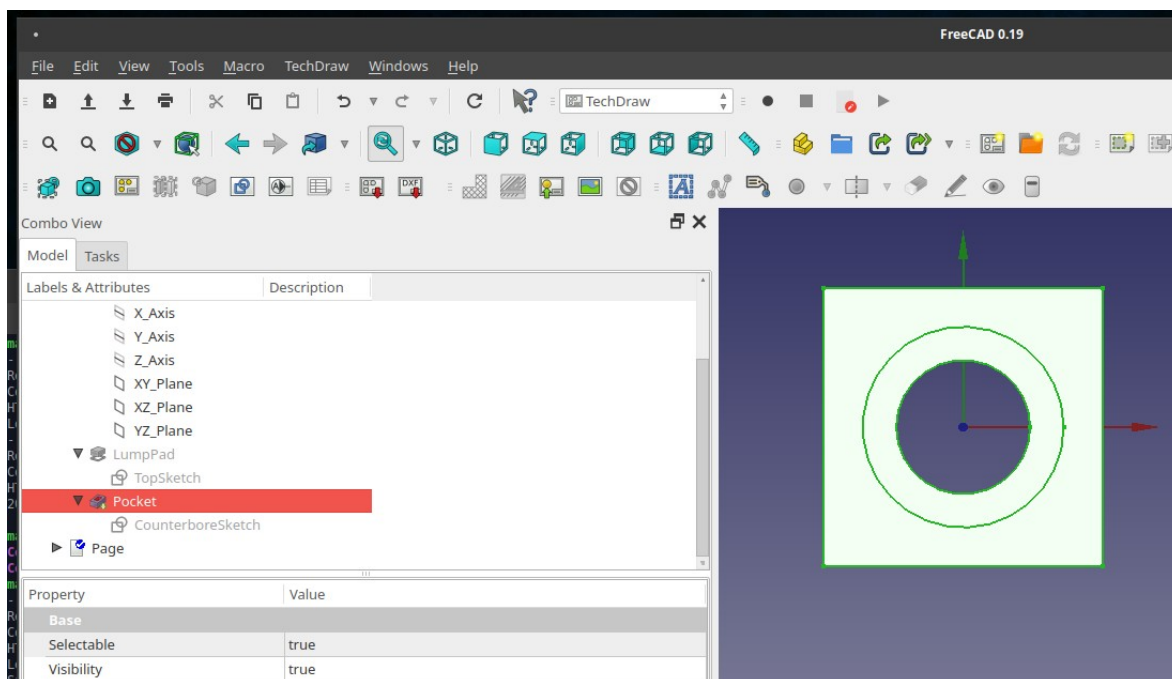 FreeCAD 0.19
File Edit View Tools Macro TechDraw Windows Help
TechDraw
DXF
A
Combo View
Model Tasks
Labels & Attributes Description
X_Axis
Y_Axis
Z_Axis
XY_Plane
XZ_Plane
YZ_Plane
LumpPad
TopSketch
Pocket
CounterboreSketch
Page
Property Value
Base
Selectable true
Visibility true